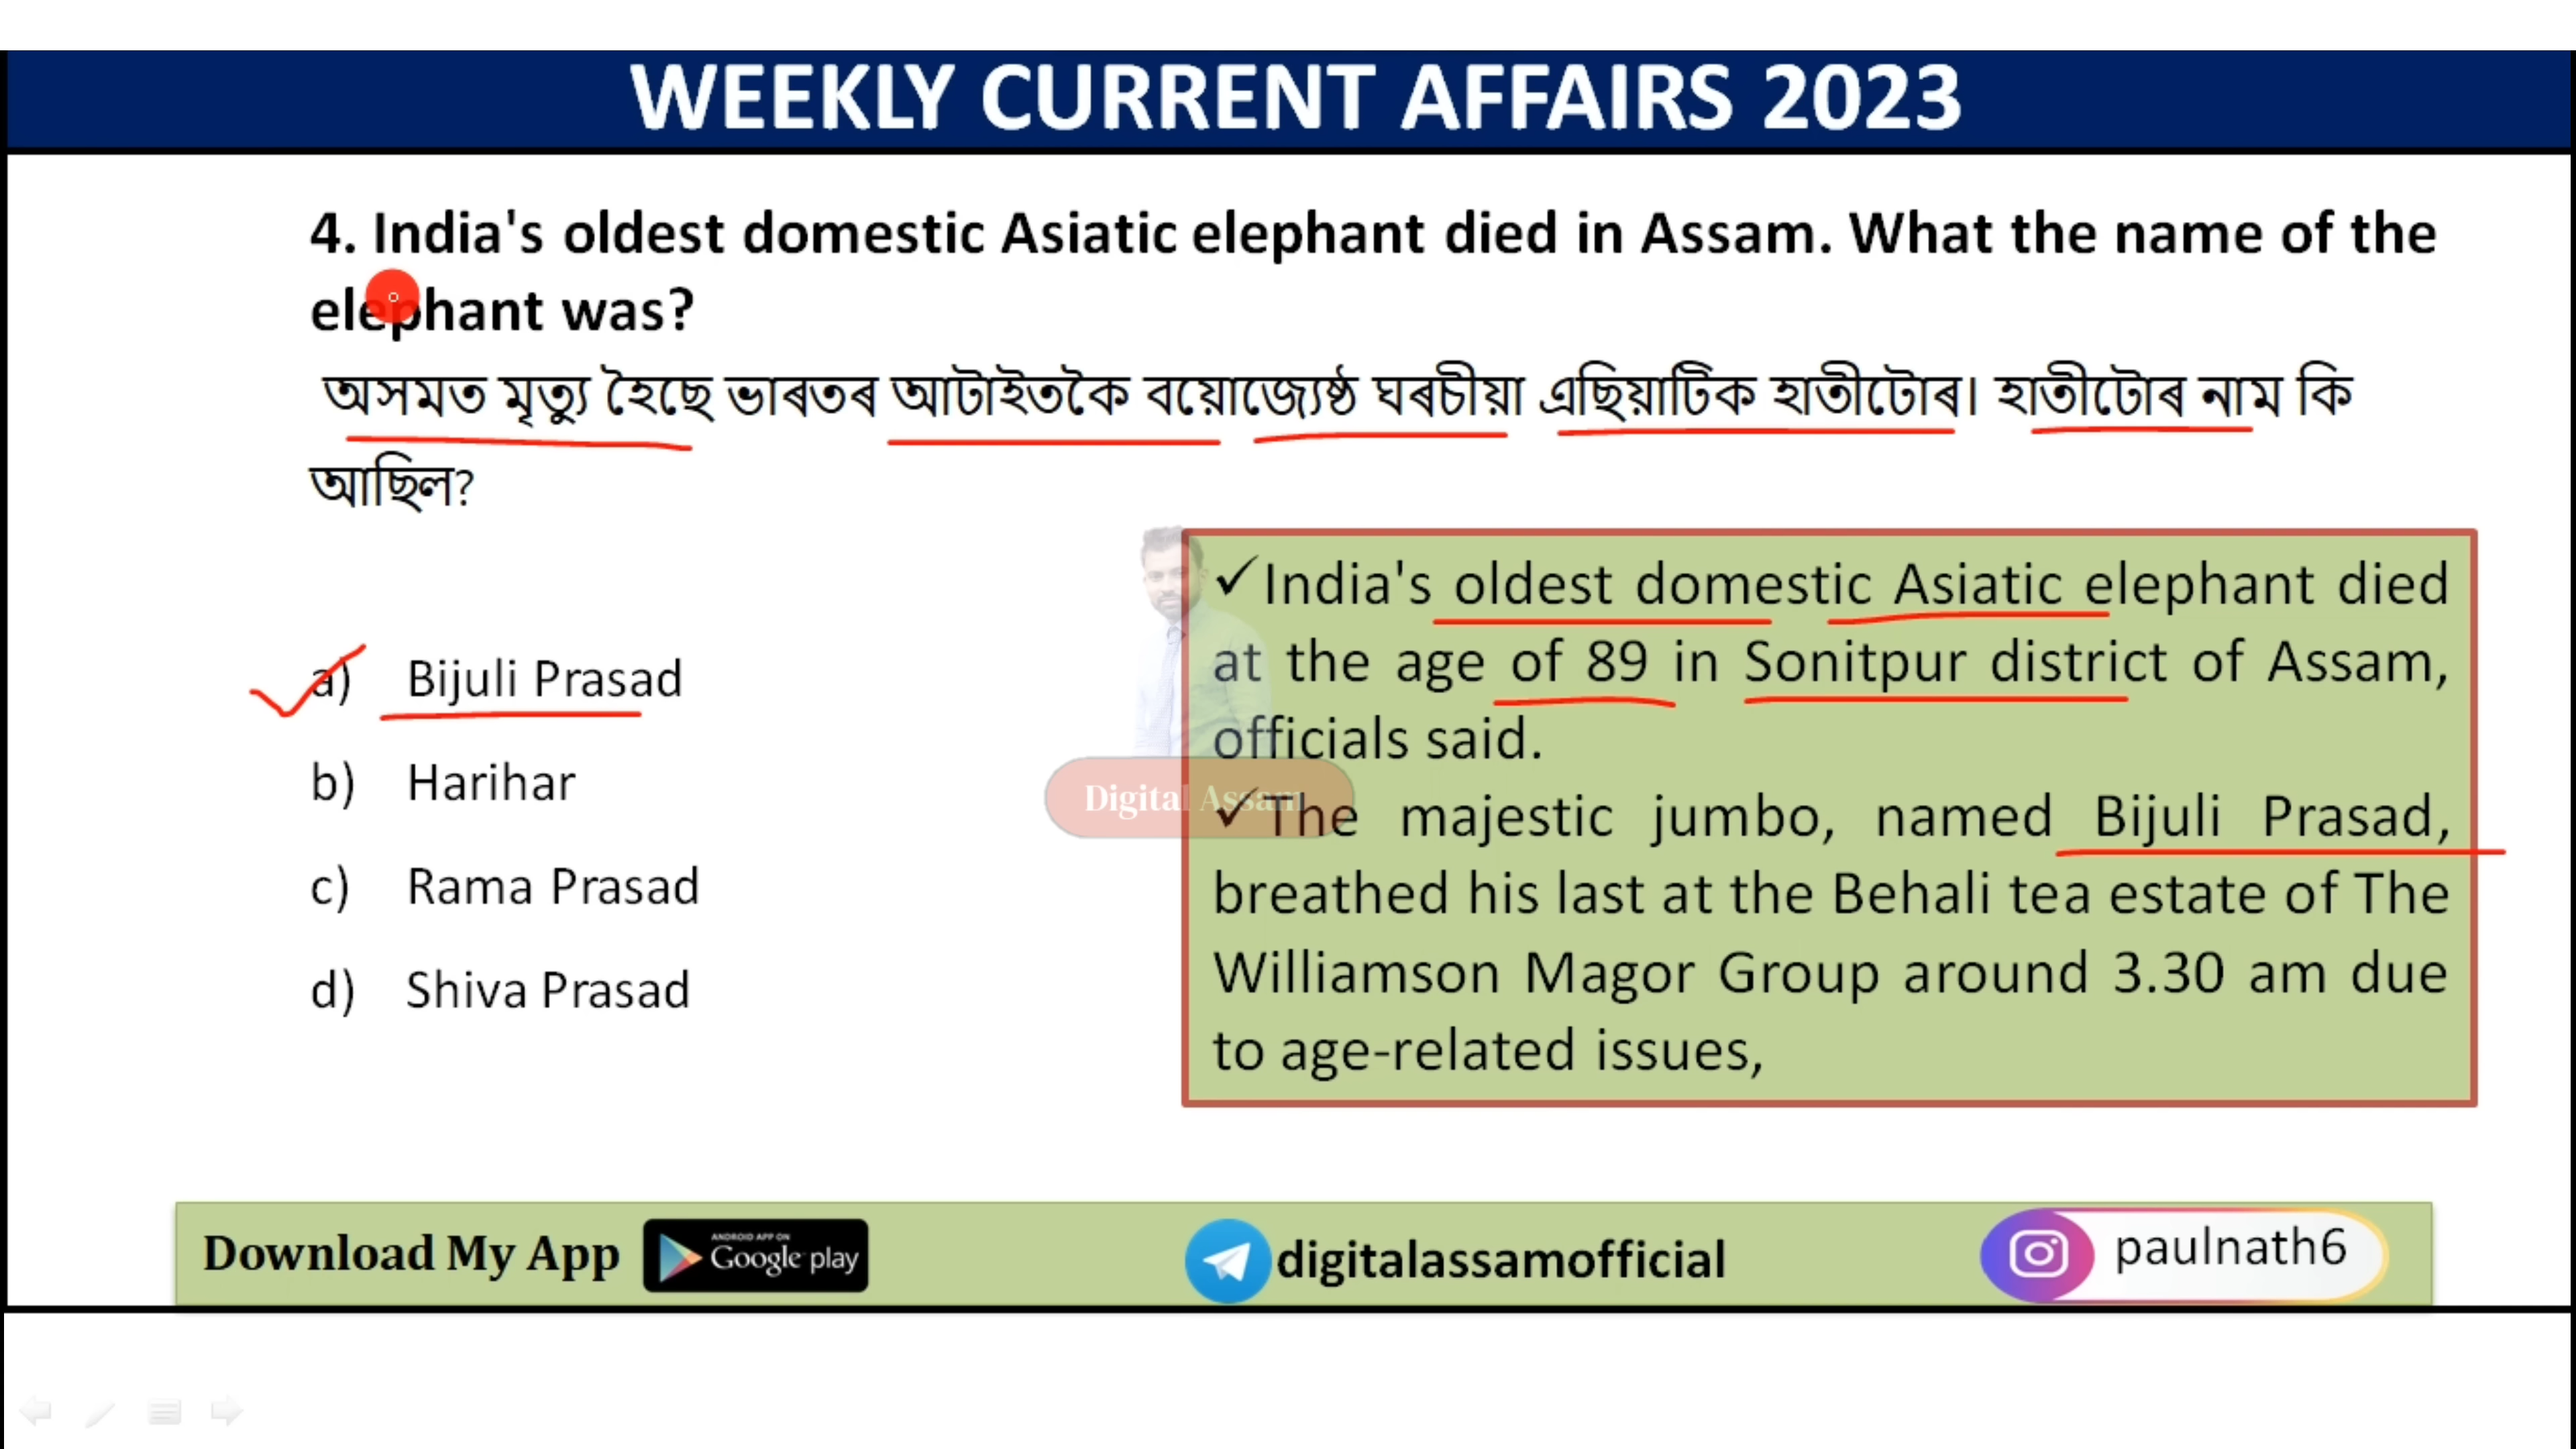 WEEKLY CURRENT AFFAIRS 2023
4. India's oldest domestic Asiatic elephant died in Assam. What the name of the
elephant was?
অসমত মৃত্যু হৈছে ভাৰতৰ আটাইতকৈ বয়োজ্যেষ্ঠ ঘৰচীয়া এছিয়াটিক হাতীটোৰ। হাতীটোৰ নাম কি
আছিল?
a) Bijuli Prasad
b) Harihar
c) Rama Prasad
d) Shiva Prasad
✓India's oldest domestic Asiatic elephant died
at the age of 89 in Sonitpur district of Assam,
officials said.
✓The majestic jumbo, named Bijuli Prasad,
breathed his last at the Behali tea estate of The
Williamson Magor Group around 3.30 am due
to age-related issues,
Digital Assam
Download My App
ANDROID APP ON
Google play
digitalassamofficial
paulnath6